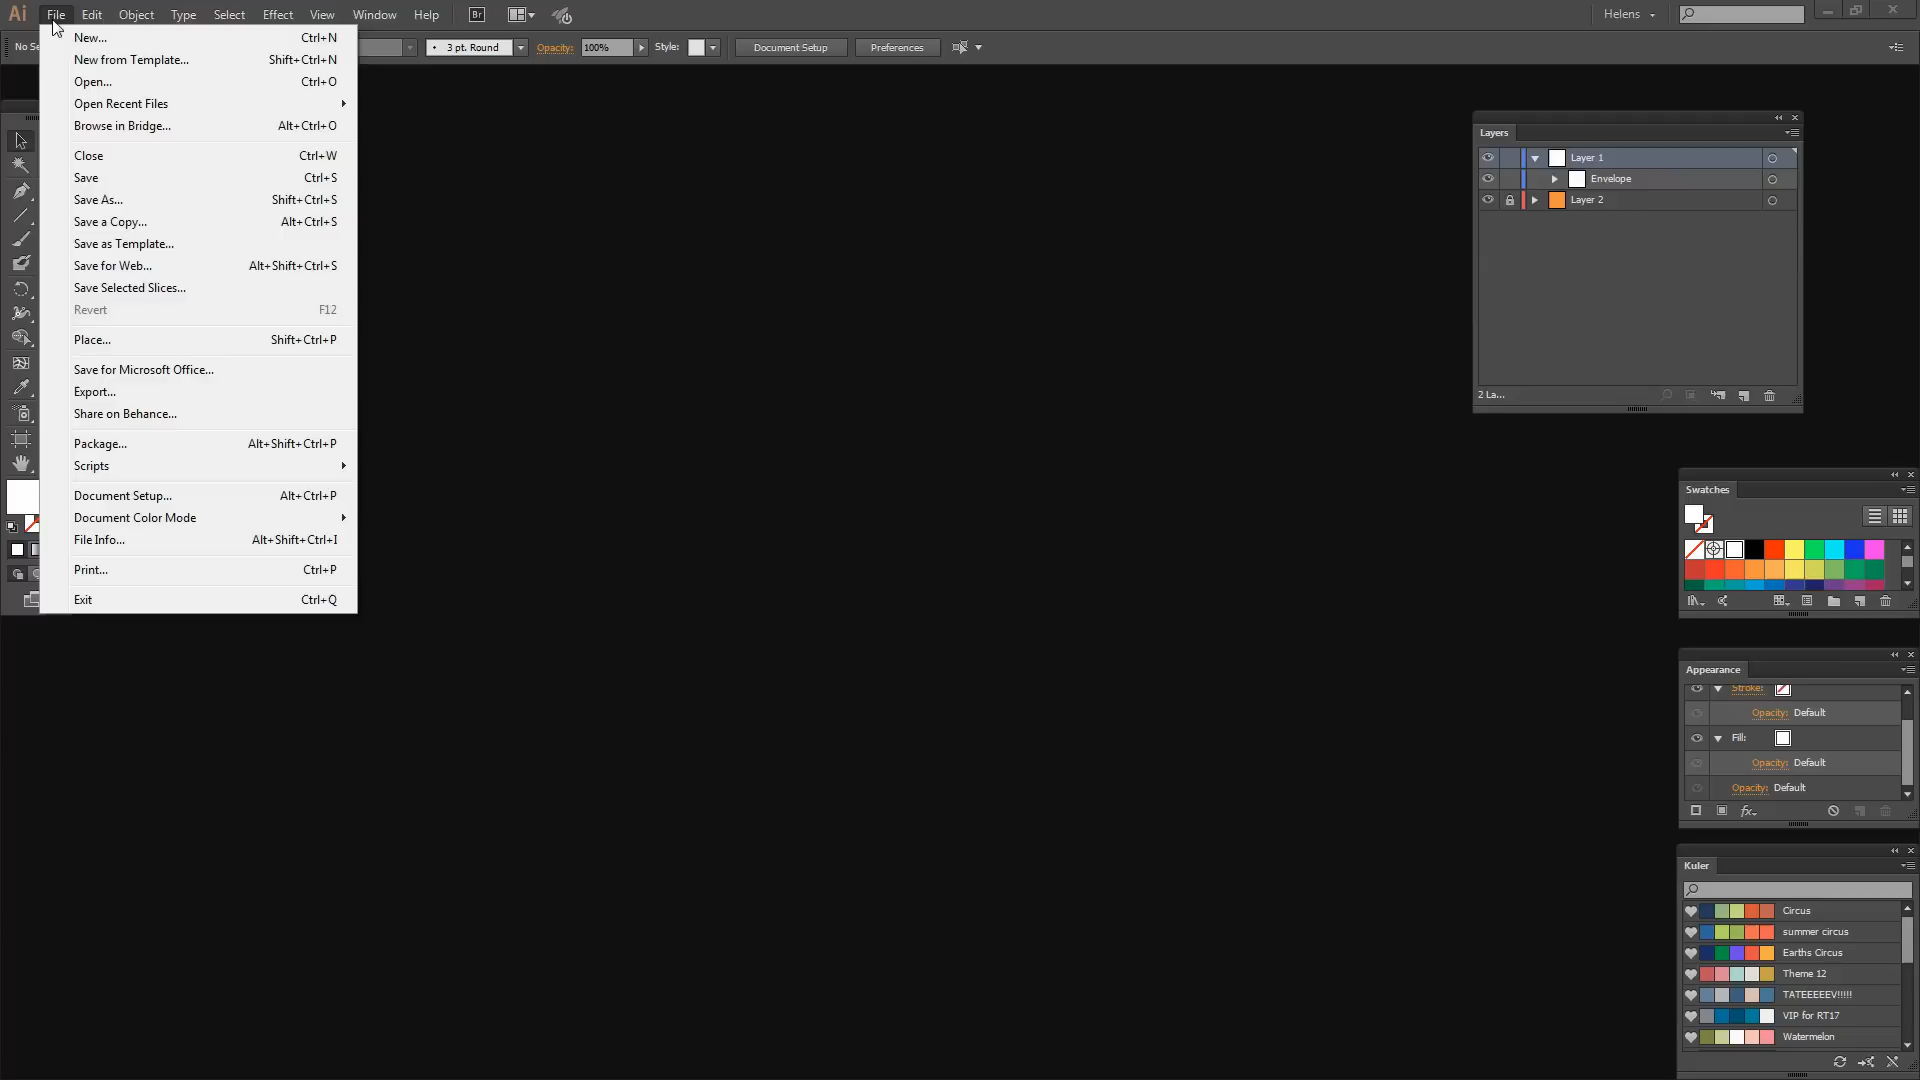 Ai File Edit Object Type Select Effect View Window Help Br Helens
No Se 3 pt. Round Opacity: 100% Style: Document Setup Preferences
New... Ctrl+N
New from Template... Shift+Ctrl+N
Open... Ctrl+O
Open Recent Files
Browse in Bridge... Alt+Ctrl+O
Close Ctrl+W
Save Ctrl+S
Save As... Shift+Ctrl+S
Save a Copy... Alt+Ctrl+S
Save as Template...
Save for Web... Alt+Shift+Ctrl+S
Save Selected Slices...
Revert F12
Place... Shift+Ctrl+P
Save for Microsoft Office...
Export...
Share on Behance...
Package... Alt+Shift+Ctrl+P
Scripts
Document Setup... Alt+Ctrl+P
Document Color Mode
File Info... Alt+Shift+Ctrl+I
Print... Ctrl+P
Exit Ctrl+Q
Layers
Layer 1
Envelope
Layer 2
2 La...
Swatches
Appearance
Stroke:
Opacity: Default
Fill:
Opacity: Default
Opacity: Default
fx
Kuler
Circus
summer circus
Earths Circus
Theme 12
TATEEEEEV!!!!!
VIP for RT17
Watermelon